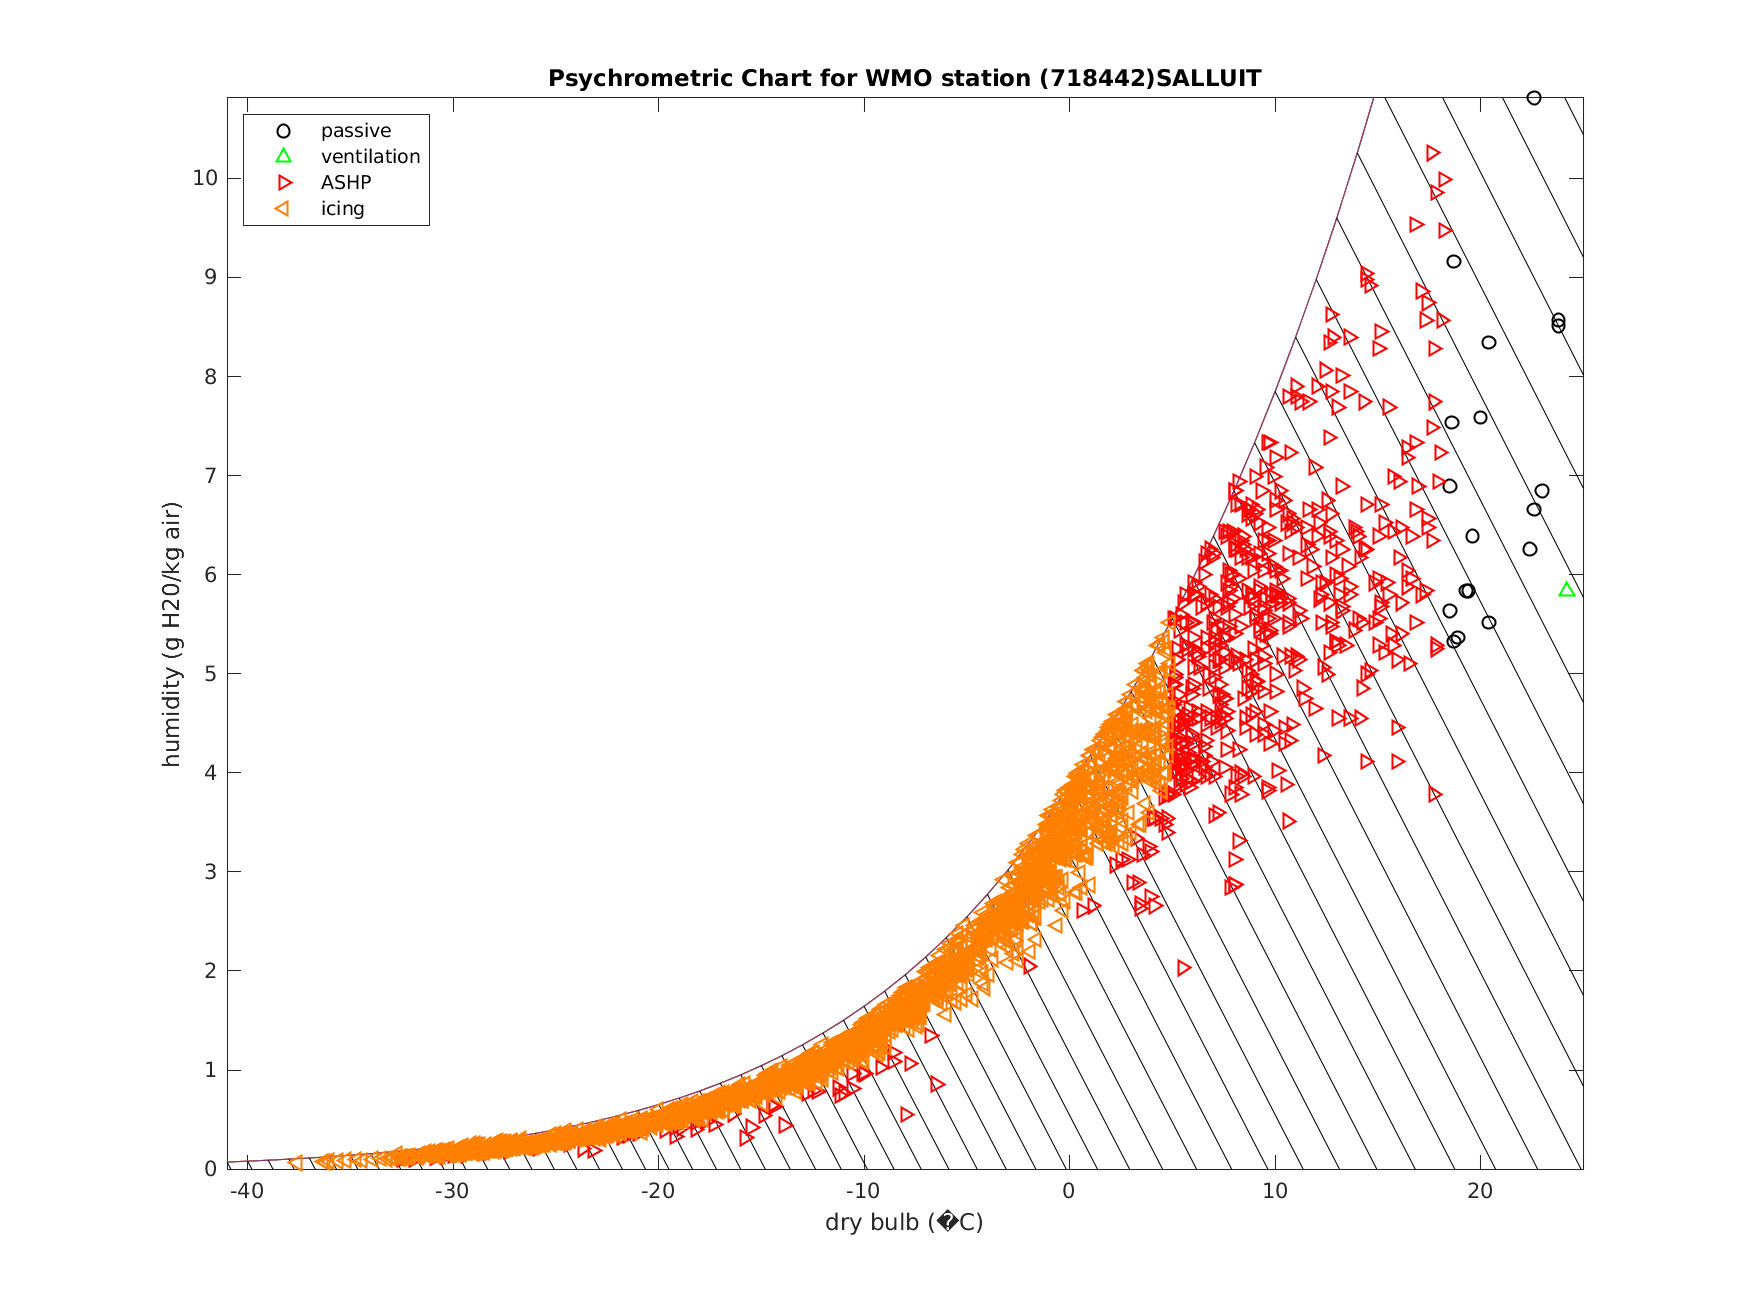 Psychrometric Chart for WMO station (718442)SALLUIT
passive
ventilation
ASHP
icing
10
9
8
7
6
5
4
3
2
1
0
humidity (g H20/kg air)
-40 -30 -20 -10 0 10 20
dry bulb (�C)